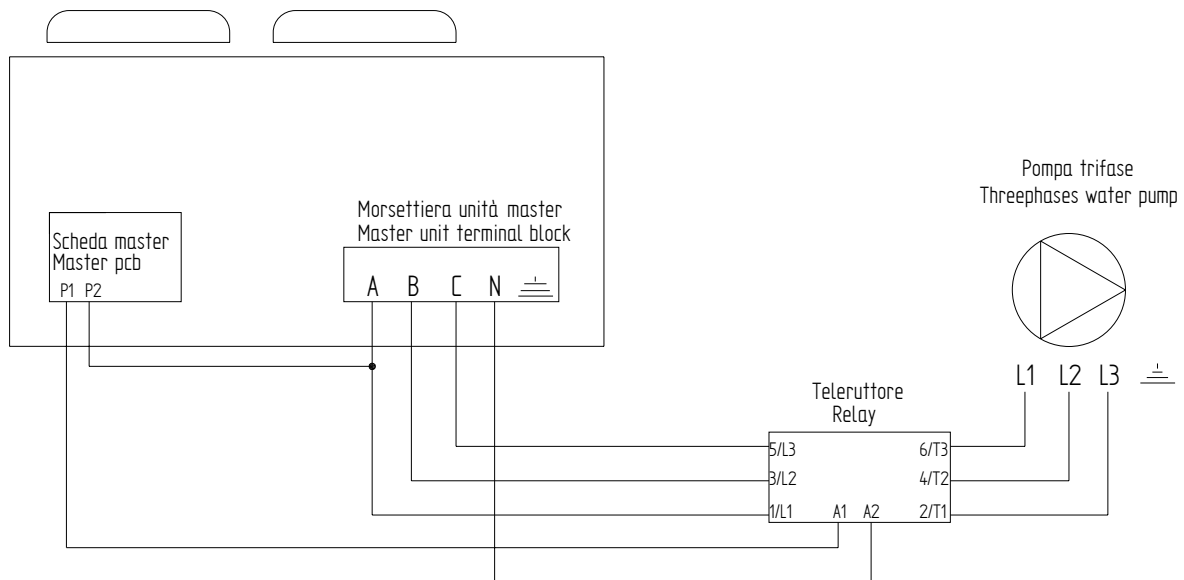 Pompa trifase
Threephases water pump
Morsettiera unità master
Master unit terminal block
Scheda master
Master pcb
P1 P2
A B C N
L1 L2 L3
Teleruttore
Relay
5/L3 6/T3
3/L2 4/T2
1/L1 A1 A2 2/T1